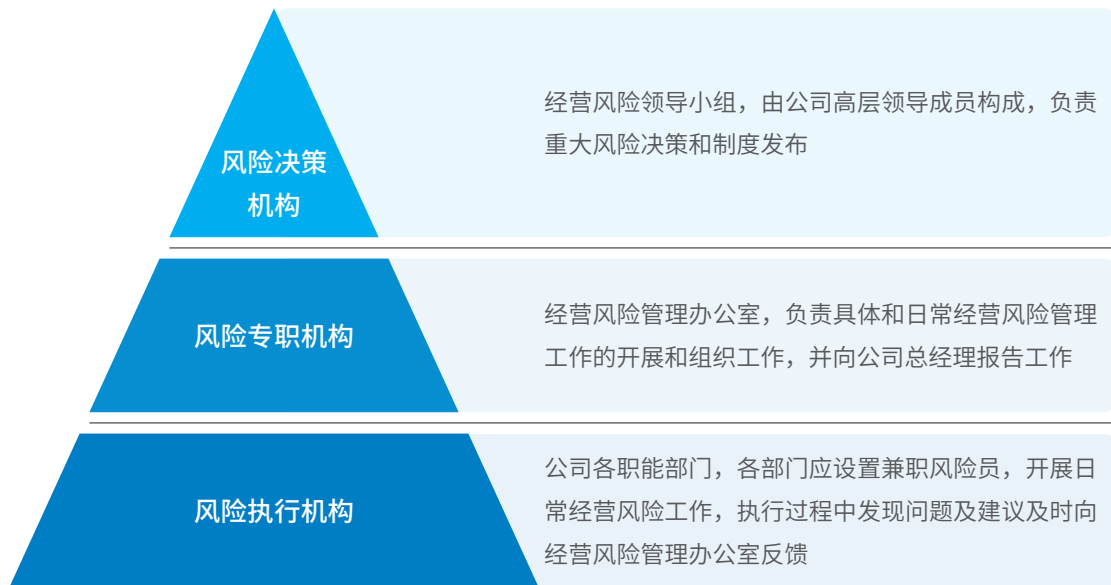 风险决策
机构
经营风险领导小组，由公司高层领导成员构成，负责
重大风险决策和制度发布
风险专职机构
经营风险管理办公室，负责具体和日常经营风险管理
工作的开展和组织工作，并向公司总经理报告工作
风险执行机构
公司各职能部门，各部门应设置兼职风险员，开展日
常经营风险工作，执行过程中发现问题及建议及时向
经营风险管理办公室反馈